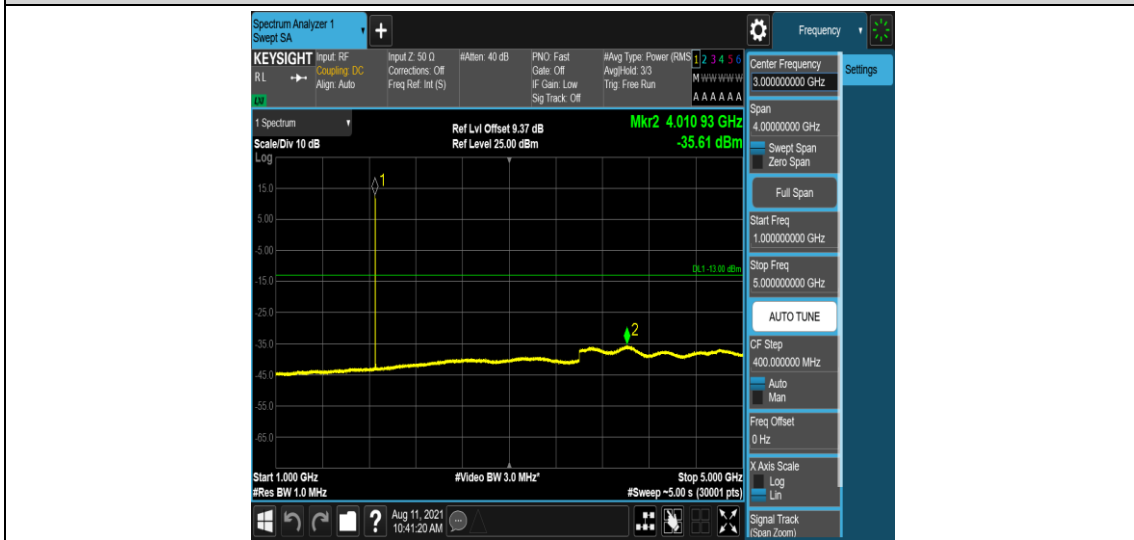 Spectrum Analyzer 1
Swept SA
+
Frequency
KEYSIGHT
RL
LXI
Input: RF
Coupling: DC
Align: Auto
Input Z: 50 Ω
Corrections: Off
Freq Ref: Int (S)
#Atten: 40 dB
PNO: Fast
Gate: Off
IF Gain: Low
Sig Track: Off
#Avg Type: Power (RMS
Avg|Hold: 3/3
Trig: Free Run
1 2 3 4 5 6
M W W W W W
A A A A A A
Center Frequency
3.000000000 GHz
Settings
Span
4.00000000 GHz
Swept Span
Zero Span
Full Span
Start Freq
1.000000000 GHz
Stop Freq
5.000000000 GHz
AUTO TUNE
CF Step
400.000000 MHz
Auto
Man
Freq Offset
0 Hz
X Axis Scale
Log
Lin
Signal Track
(Span Zoom)
1 Spectrum
Scale/Div 10 dB
Log
Ref Lvl Offset 9.37 dB
Ref Level 25.00 dBm
Mkr2 4.010 93 GHz
-35.61 dBm
15.0
5.00
-5.00
-15.0
-25.0
-35.0
-45.0
-55.0
-65.0
1
DL1 -13.00 dBm
2
Start 1.000 GHz
#Res BW 1.0 MHz
#Video BW 3.0 MHz*
Stop 5.000 GHz
#Sweep ~5.00 s (30001 pts)
?
Aug 11, 2021
10:41:20 AM